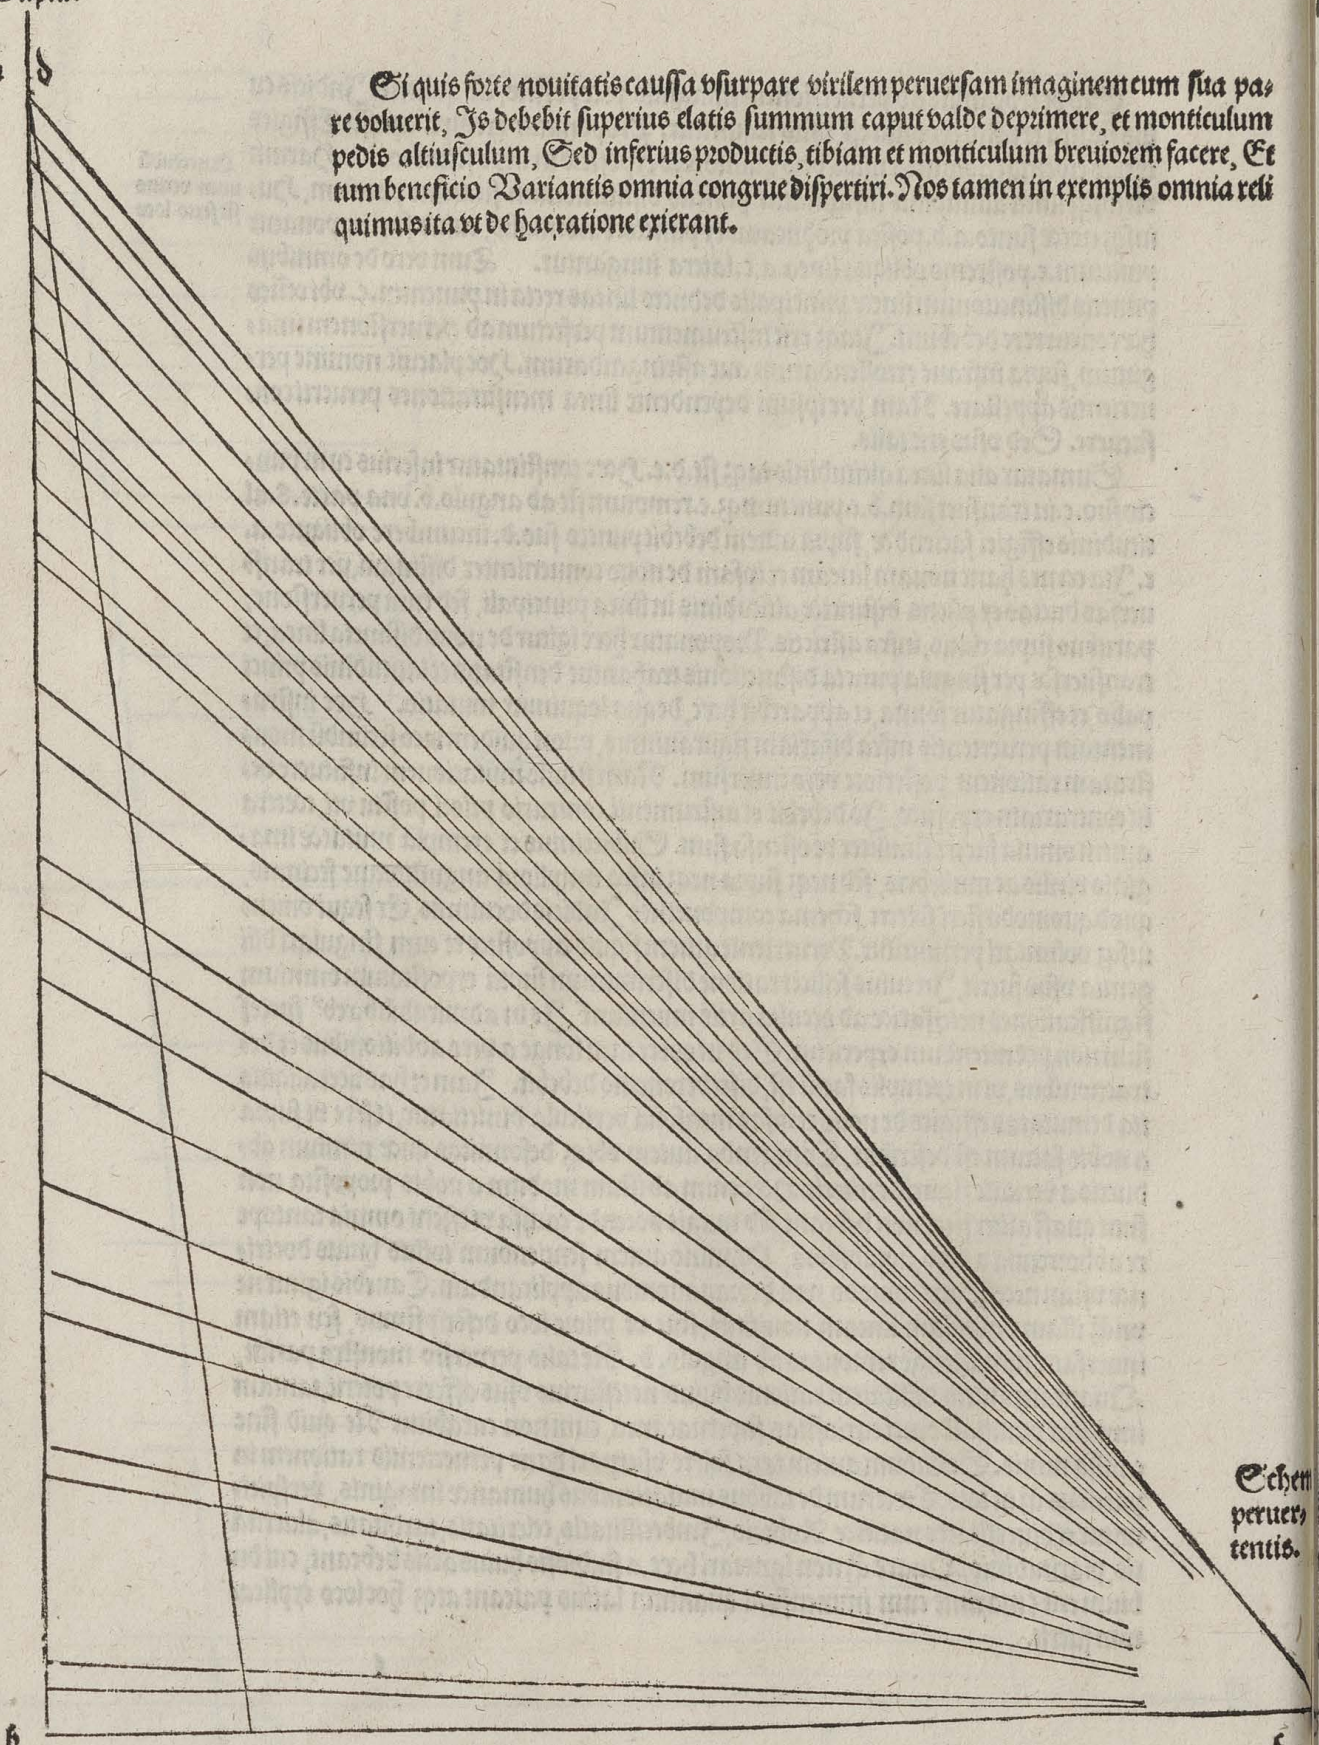 d
Si quis forte nouitatis caussa vsurpare virilem peruersam imaginem cum sua pa⸗
re voluerit, Is debebit superius elatis summum caput valde deprimere, et monticulum
pedis altiusculum, Sed inferius productis, tibiam et monticulum breuiorem facere, Et
tum beneficio Variantis omnia congrue dispertiri. Nos tamen in exemplis omnia reli
quimus ita vt de hac ratione exierant.
Schem
peruer⸗
tentis.
b
c